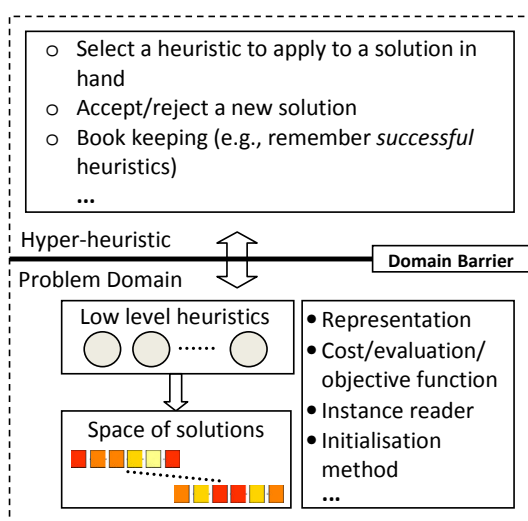 o Select a heuristic to apply to a solution in
hand
o Accept/reject a new solution
o Book keeping (e.g., remember successful
heuristics)
...
Hyper-heuristic
Domain Barrier
Problem Domain
Low level heuristics
......
Space of solutions
• Representation
• Cost/evaluation/
objective function
• Instance reader
• Initialisation
method
...